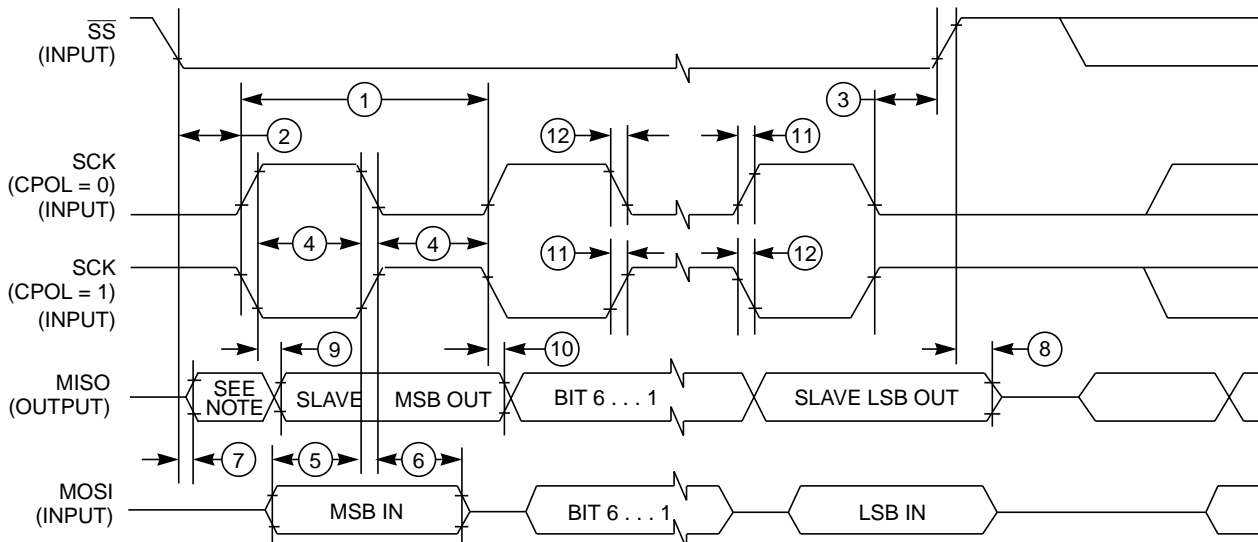 SS
(INPUT)
1
3
2
12
11
SCK
(CPOL = 0)
(INPUT)
4
4
11
12
SCK
(CPOL = 1)
(INPUT)
9
10
8
MISO
(OUTPUT)
SEE
NOTE
SLAVE
MSB OUT
BIT 6 . . . 1
SLAVE LSB OUT
7
5
6
MOSI
(INPUT)
MSB IN
BIT 6 . . . 1
LSB IN